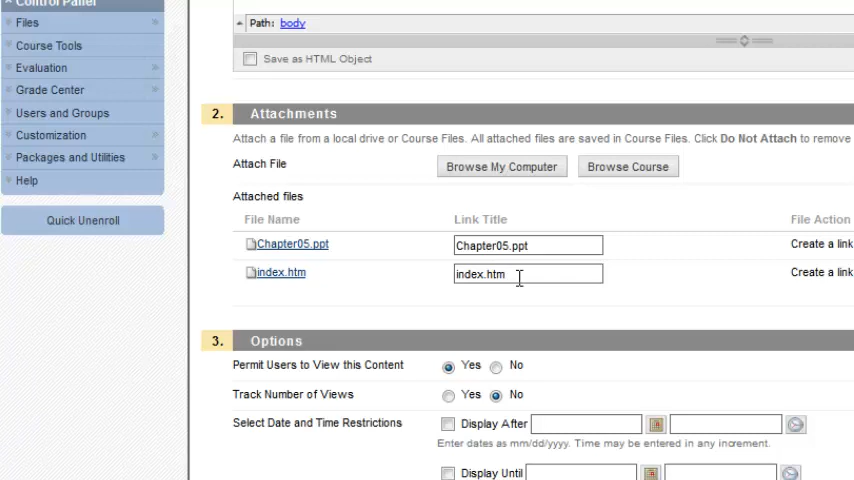 Control Panel
Files
Course Tools
Evaluation
Grade Center
Users and Groups
Customization
Packages and Utilities
Help
Quick Unenroll
Path: body
Save as HTML Object
2. Attachments
Attach a file from a local drive or Course Files. All attached files are saved in Course Files. Click Do Not Attach to remove
Attach File Browse My Computer Browse Course
Attached files
File Name Link Title File Action
Chapter05.ppt Chapter05.ppt Create a link
index.htm index.htm Create a link
3. Options
Permit Users to View this Content Yes No
Track Number of Views Yes No
Select Date and Time Restrictions Display After
Enter dates as mm/dd/yyyy. Time may be entered in any increment.
Display Until